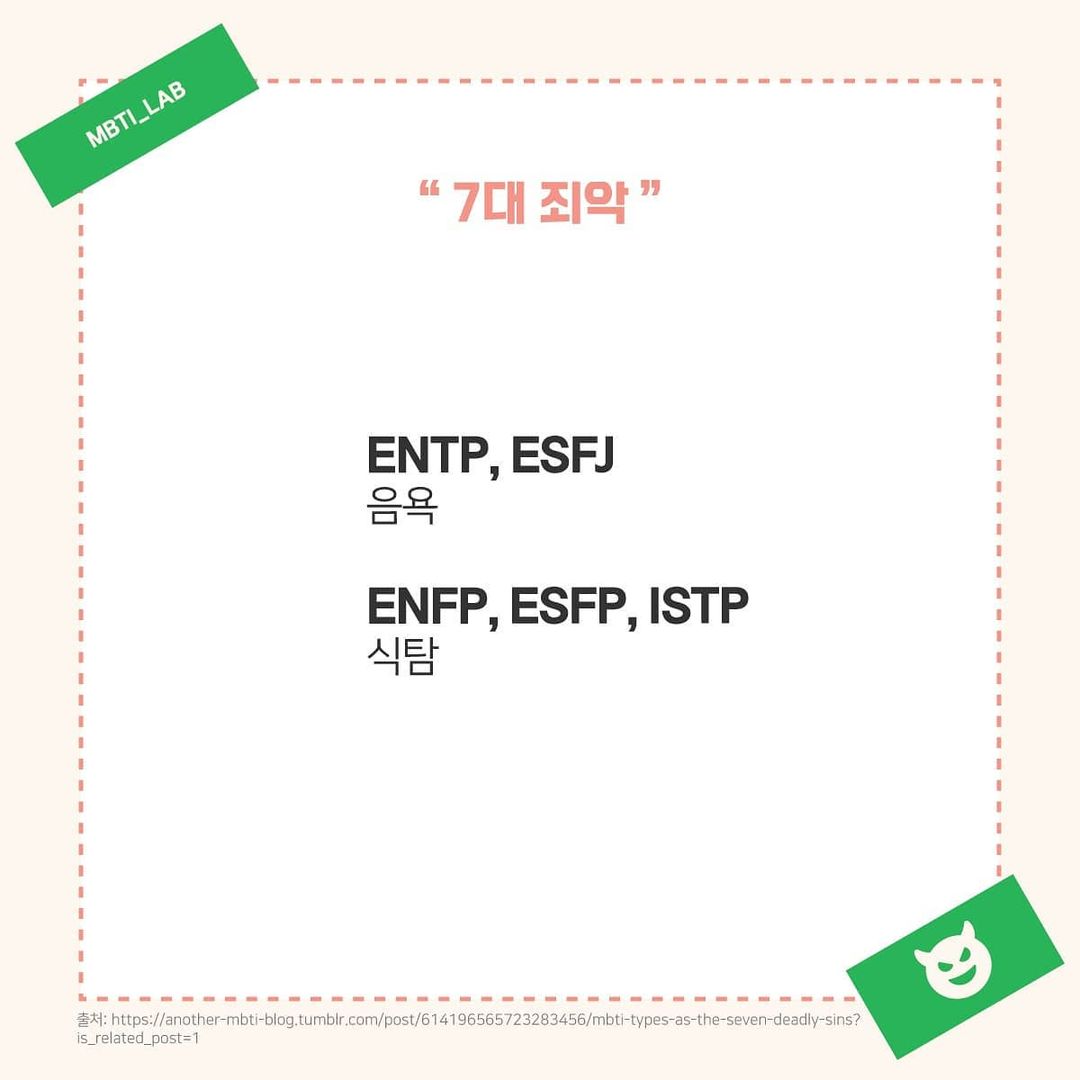 MBTI_LAB
“ 7대 죄악 ”
ENTP, ESFJ
음욕
ENFP, ESFP, ISTP
식탐
출처: https://another-mbti-blog.tumblr.com/post/614196565723283456/mbti-types-as-the-seven-deadly-sins?
is_related_post=1